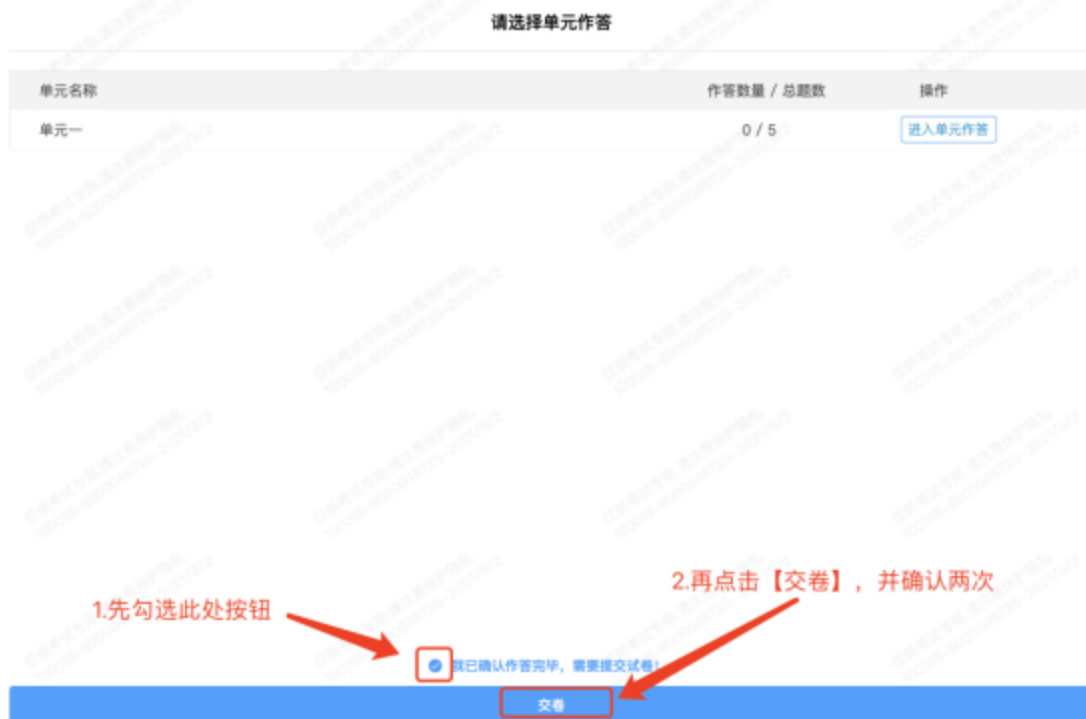 请选择单元作答
单元名称 作答数量 / 总题数 操作
单元一 0 / 5 进入单元作答
2.再点击【交卷】，并确认两次
1.先勾选此处按钮
我已确认作答完毕，需要提交试卷！
交卷